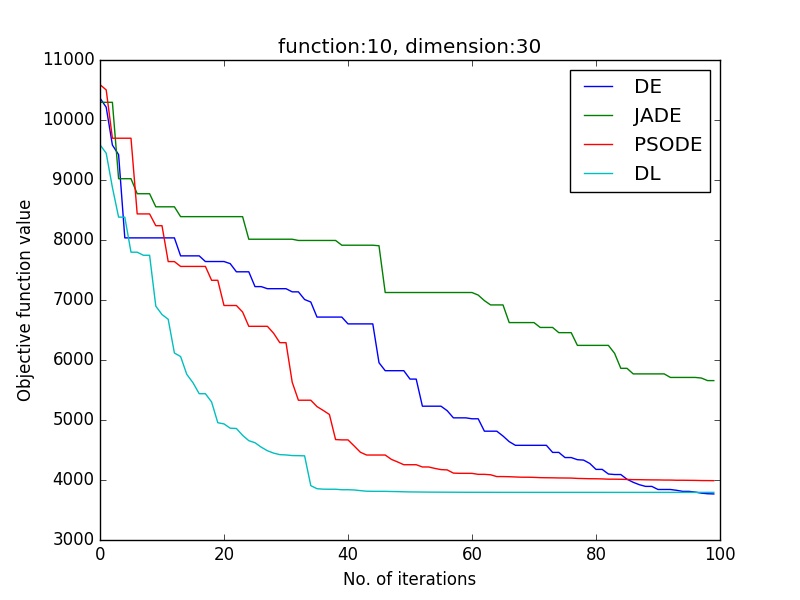 function:10, dimension:30
11000
10000
9000
8000
7000
6000
5000
4000
3000
Objective function value
DE
JADE
PSODE
DL
0 20 40 60 80 100
No. of iterations